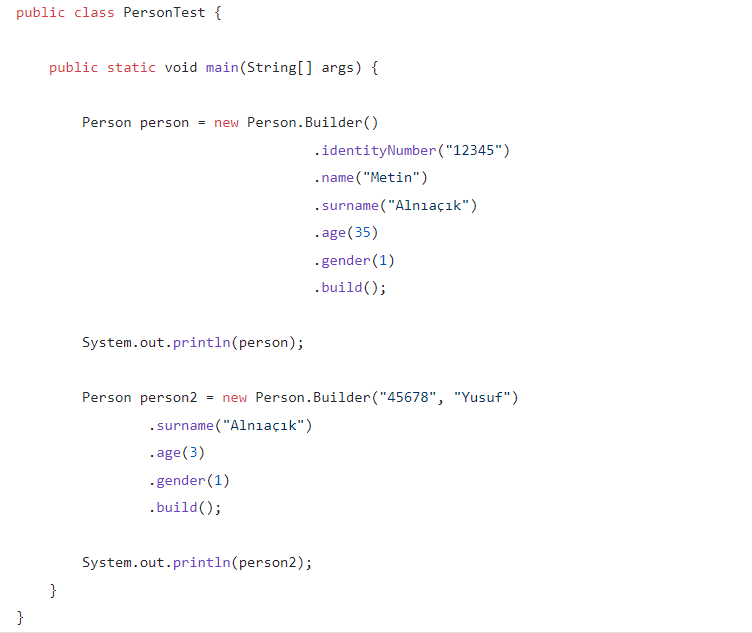 public class PersonTest {
public static void main(String[] args) {
Person person = new Person.Builder()
.identityNumber("12345")
.name("Metin")
.surname("Alnıaçık")
.age(35)
.gender(1)
.build();
System.out.println(person);
Person person2 = new Person.Builder("45678", "Yusuf")
.surname("Alnıaçık")
.age(3)
.gender(1)
.build();
System.out.println(person2);
}
}